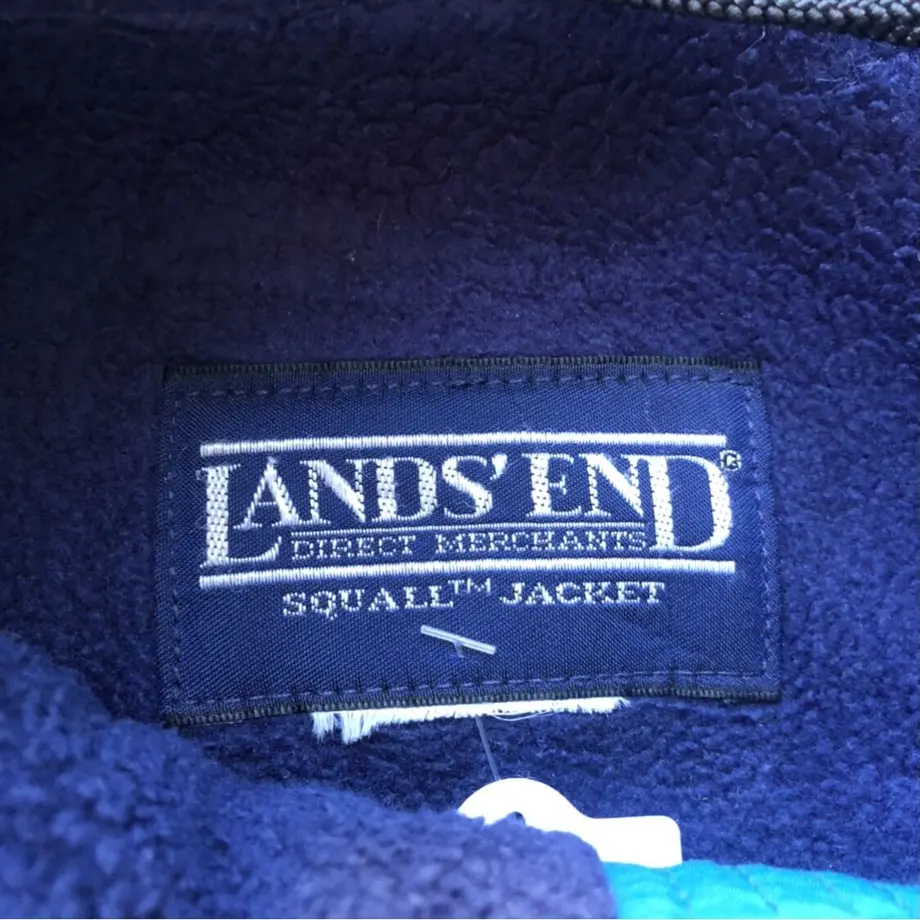 LANDS' END®
DIRECT MERCHANTS
SQUALL™ JACKET